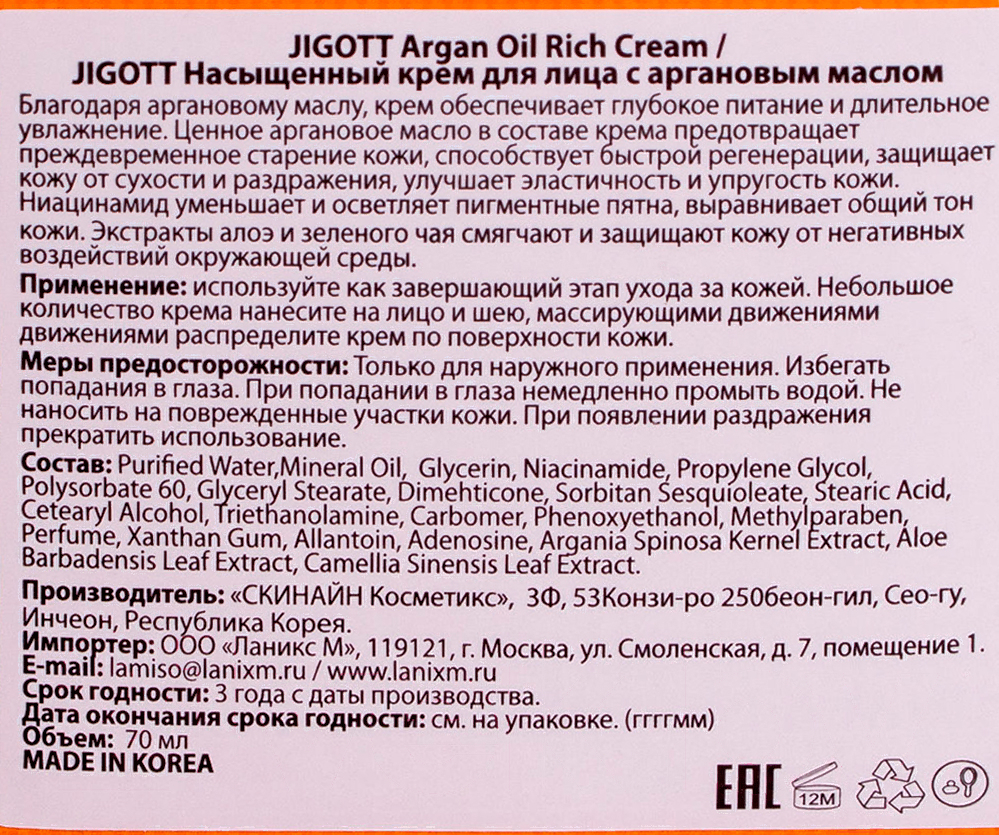 JIGOTT Argan Oil Rich Cream /
JIGOTT Насыщенный крем для лица с аргановым маслом
Благодаря аргановому маслу, крем обеспечивает глубокое питание и длительное
увлажнение. Ценное аргановое масло в составе крема предотвращает
преждевременное старение кожи, способствует быстрой регенерации, защищает
кожу от сухости и раздражения, улучшает эластичность и упругость кожи.
Ниацинамид уменьшает и осветляет пигментные пятна, выравнивает общий тон
кожи. Экстракты алоэ и зеленого чая смягчают и защищают кожу от негативных
воздействий окружающей среды.
Применение: используйте как завершающий этап ухода за кожей. Небольшое
количество крема нанесите на лицо и шею, массирующими движениями
движениями распределите крем по поверхности кожи.
Меры предосторожности: Только для наружного применения. Избегать
попадания в глаза. При попадании в глаза немедленно промыть водой. Не
наносить на поврежденные участки кожи. При появлении раздражения
прекратить использование.
Состав: Purified Water,Mineral Oil, Glycerin, Niacinamide, Propylene Glycol,
Polysorbate 60, Glyceryl Stearate, Dimehticone, Sorbitan Sesquioleate, Stearic Acid,
Cetearyl Alcohol, Triethanolamine, Carbomer, Phenoxyethanol, Methylparaben,
Perfume, Xanthan Gum, Allantoin, Adenosine, Argania Spinosa Kernel Extract, Aloe
Barbadensis Leaf Extract, Camellia Sinensis Leaf Extract.
Производитель: «СКИНАЙН Косметикс», 3Ф, 53Конзи-ро 250беон-гил, Сео-гу,
Инчеон, Республика Корея.
Импортер: ООО «Ланикс М», 119121, г. Москва, ул. Смоленская, д. 7, помещение 1.
E-mail: lamiso@lanixm.ru / www.lanixm.ru
Срок годности: 3 года с даты производства.
Дата окончания срока годности: см. на упаковке. (ггггмм)
Объем: 70 мл
MADE IN KOREA
EAC 12M